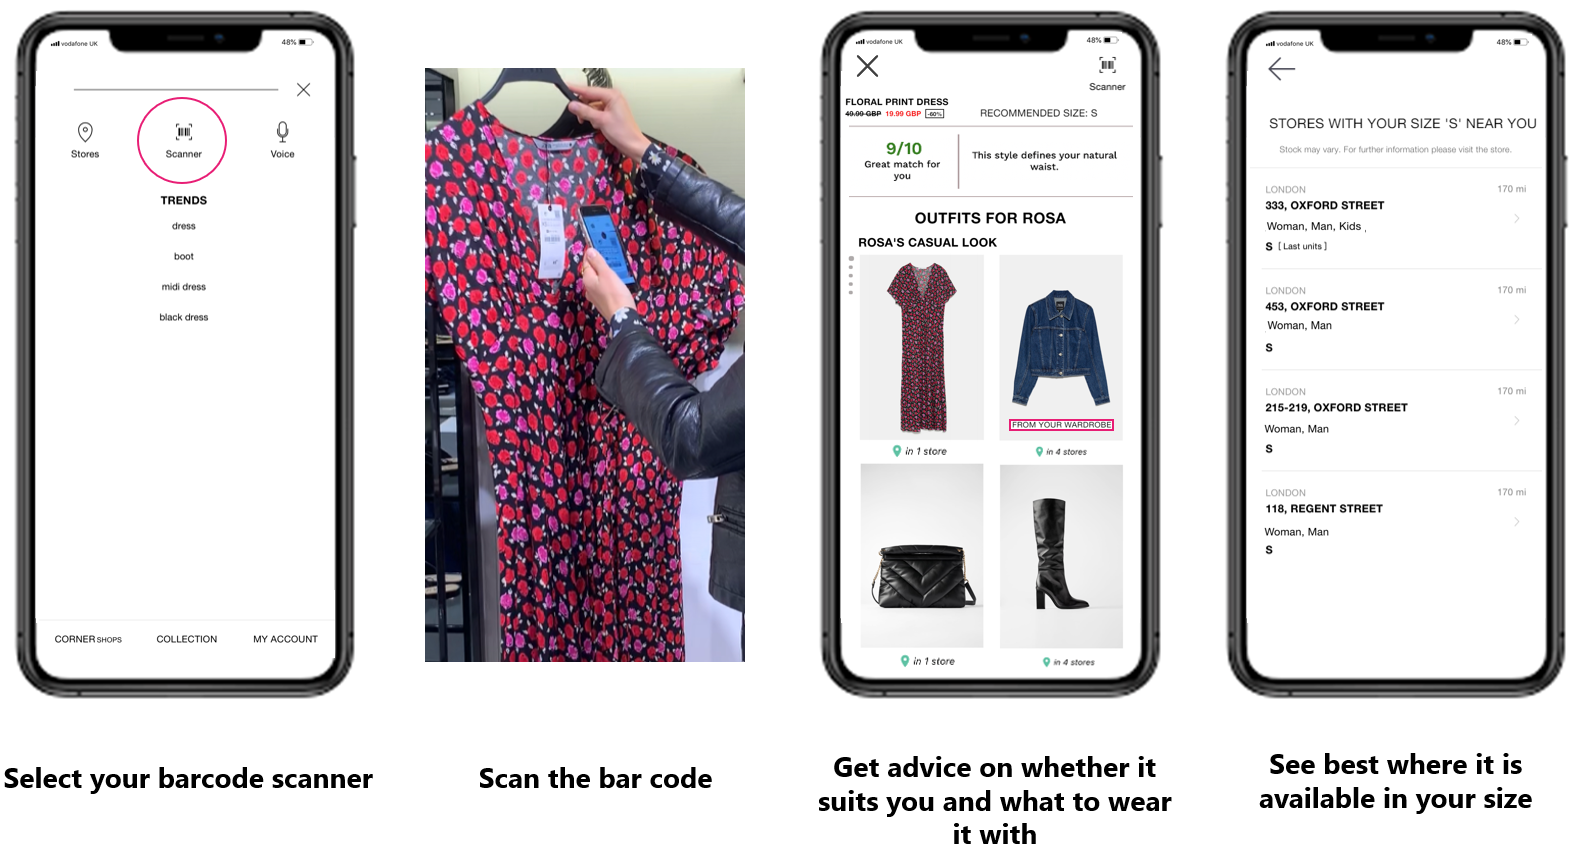 vodafone UK
48%
Stores
Scanner
Voice
TRENDS
dress
boot
midi dress
black dress
CORNER SHOPS
COLLECTION
MY ACCOUNT
Select your barcode scanner
Scan the bar code
vodafone UK
48%
Scanner
FLORAL PRINT DRESS
49.99 GBP 19.99 GBP -60%
RECOMMENDED SIZE: S
9/10
Great match for
you
This style defines your natural
waist.
OUTFITS FOR ROSA
ROSA'S CASUAL LOOK
FROM YOUR WARDROBE
in 1 store
in 4 stores
in 1 store
in 4 stores
Get advice on whether it
suits you and what to wear
it with
vodafone UK
48%
STORES WITH YOUR SIZE 'S' NEAR YOU
Stock may vary. For further information please visit the store.
LONDON
170 mi
333, OXFORD STREET
Woman, Man, Kids ,
S [ Last units ]
LONDON
170 mi
453, OXFORD STREET
Woman, Man
S
LONDON
170 mi
215-219, OXFORD STREET
Woman, Man
S
LONDON
170 mi
118, REGENT STREET
Woman, Man
S
See best where it is
available in your size